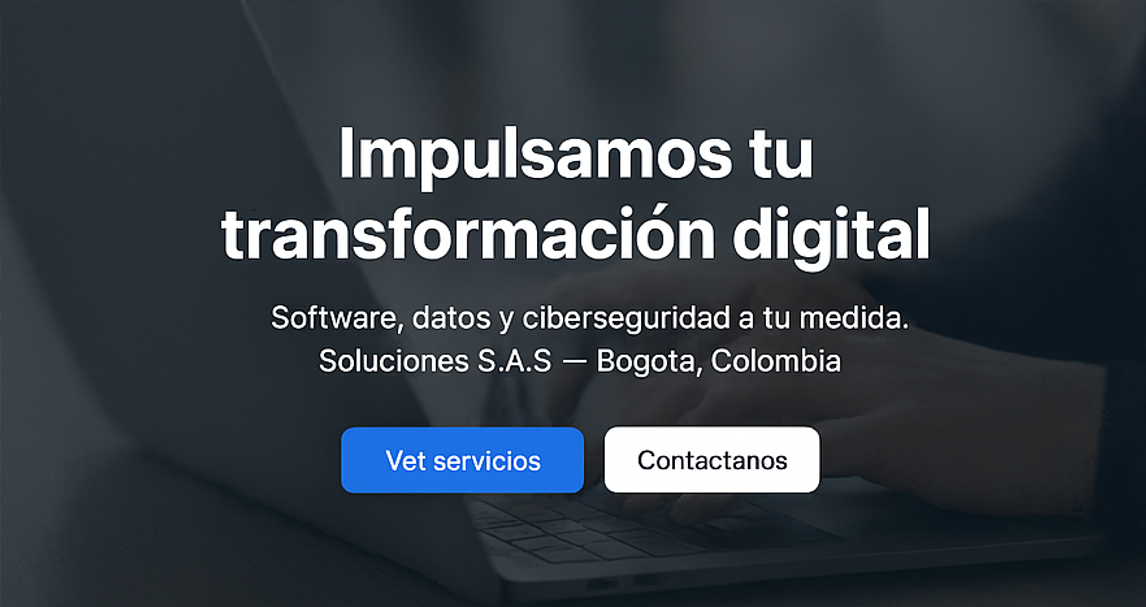 Impulsamos tu
transformación digital
Software, datos y ciberseguridad a tu medida.
Soluciones S.A.S — Bogota, Colombia
Vet servicios
Contactanos